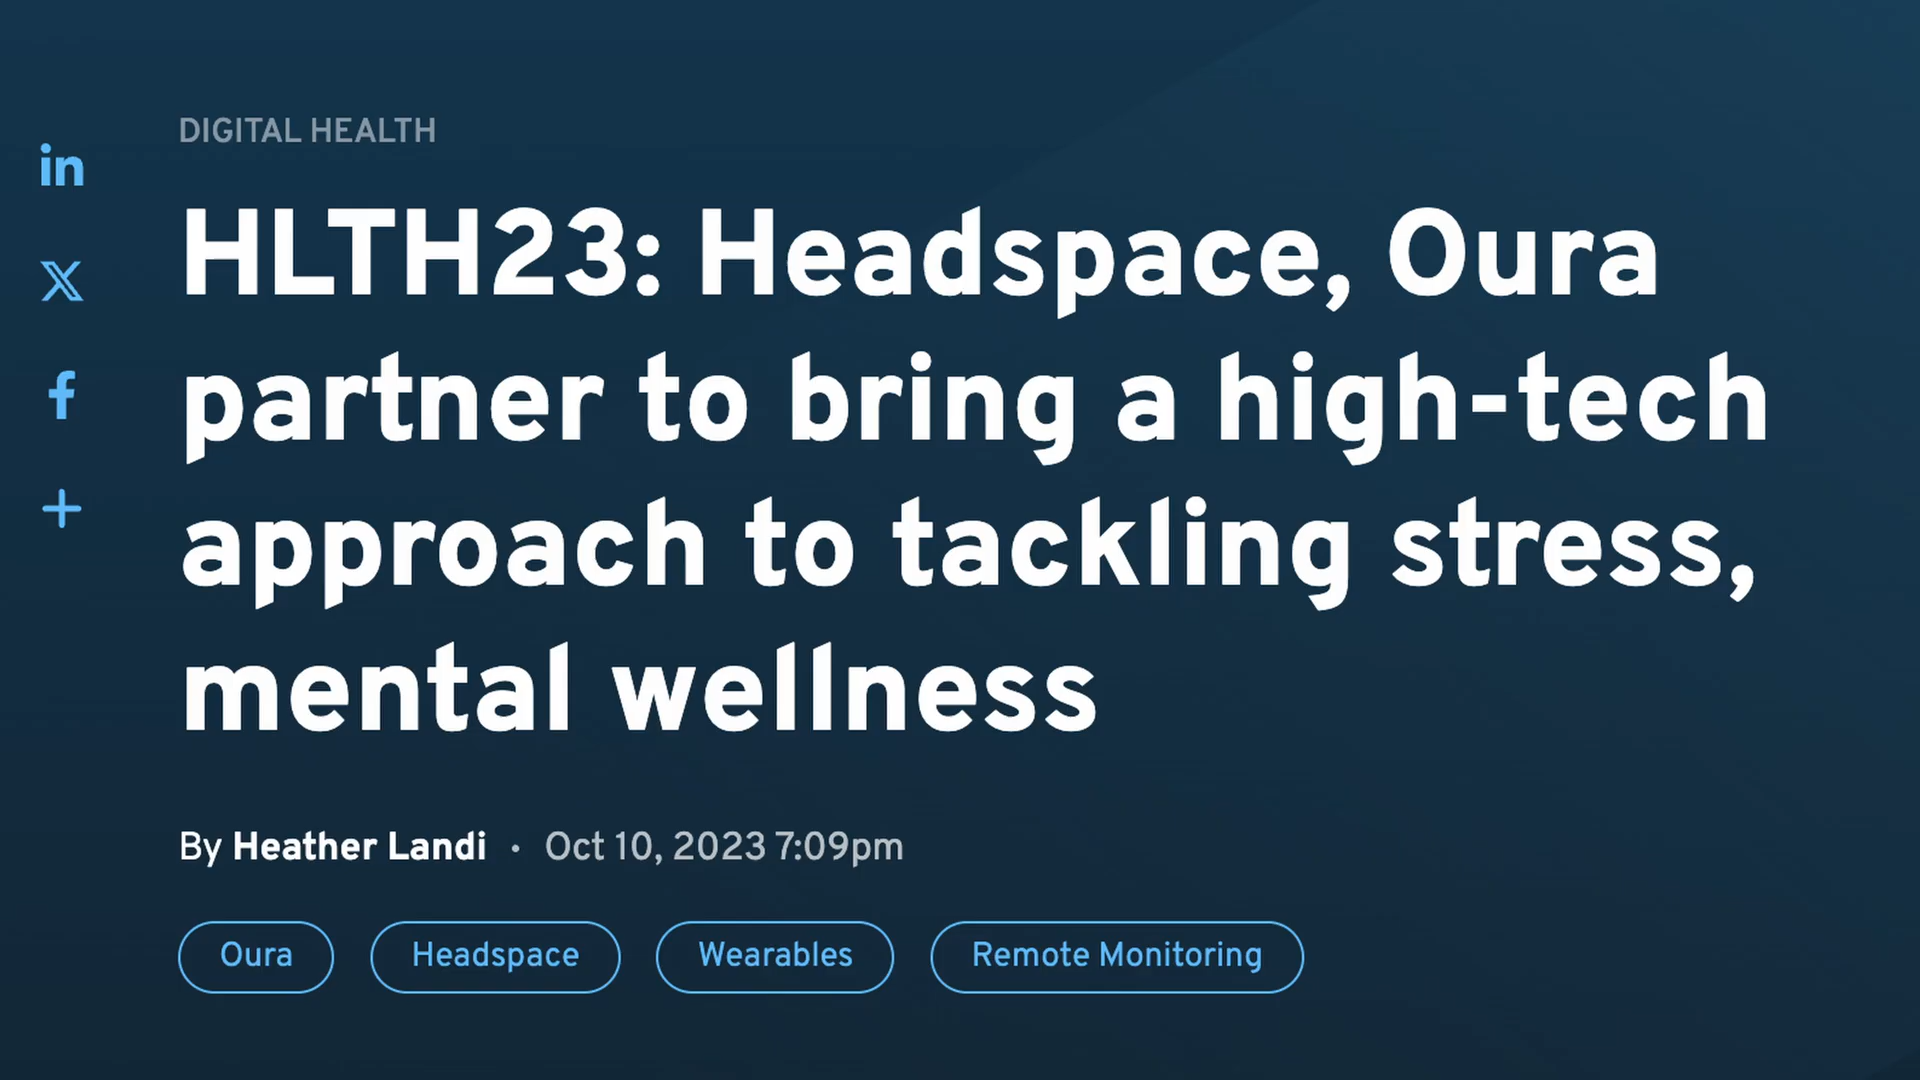 DIGITAL HEALTH
HLTH23: Headspace, Oura
partner to bring a high-tech
approach to tackling stress,
mental wellness
By Heather Landi • Oct 10, 2023 7:09pm
Oura Headspace Wearables Remote Monitoring